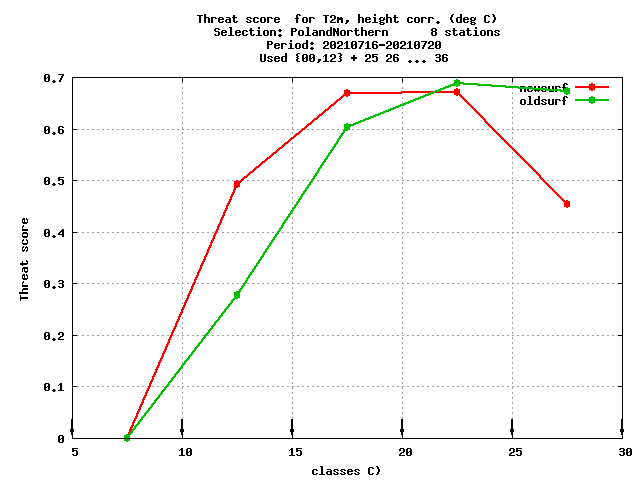 Threat score  for T2m, height corr. (deg C)
Selection: PolandNorthern      8 stations
Period: 20210716-20210720
Used {00,12} + 25 26 ... 36
0.7
newsurf
oldsurf
0.6
0.5
0.4
0.3
0.2
0.1
0
Threat score
5 10 15 20 25 30
classes C)